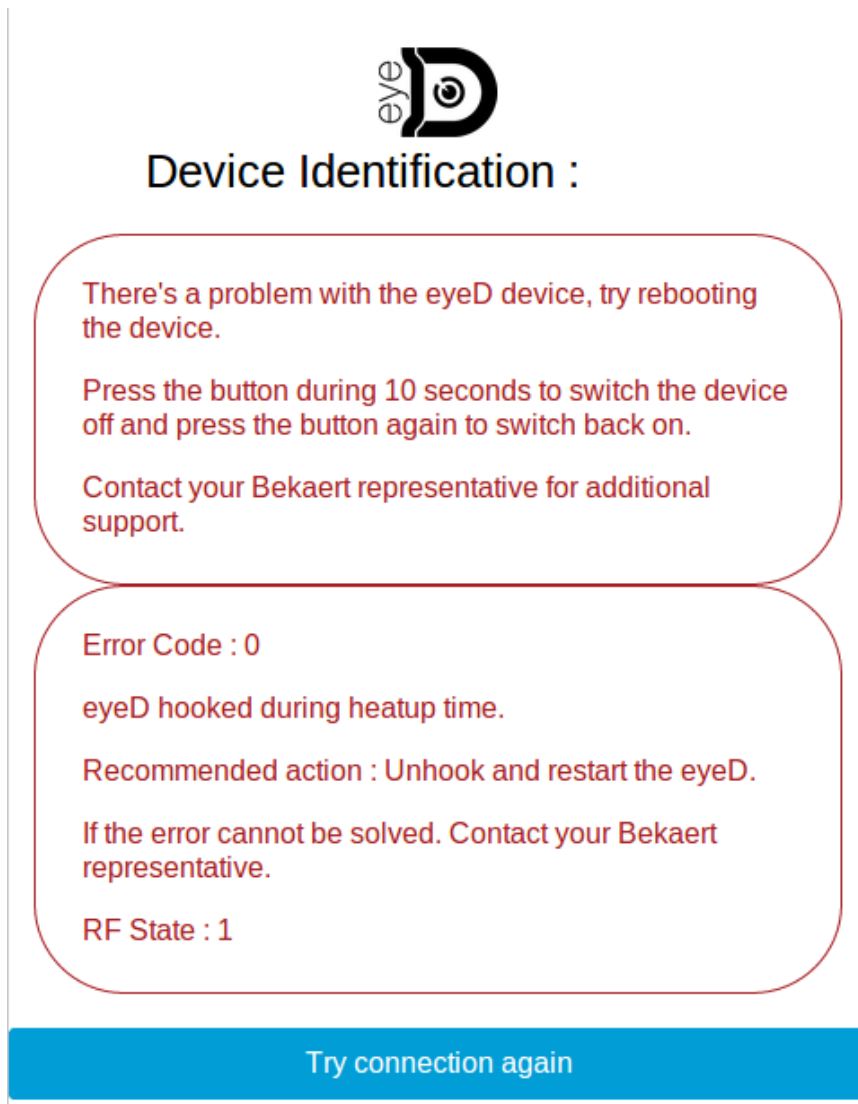 eye
D
Device Identification :
There's a problem with the eyeD device, try rebooting
the device.
Press the button during 10 seconds to switch the device
off and press the button again to switch back on.
Contact your Bekaert representative for additional
support.
Error Code : 0
eyeD hooked during heatup time.
Recommended action : Unhook and restart the eyeD.
If the error cannot be solved. Contact your Bekaert
representative.
RF State : 1
Try connection again